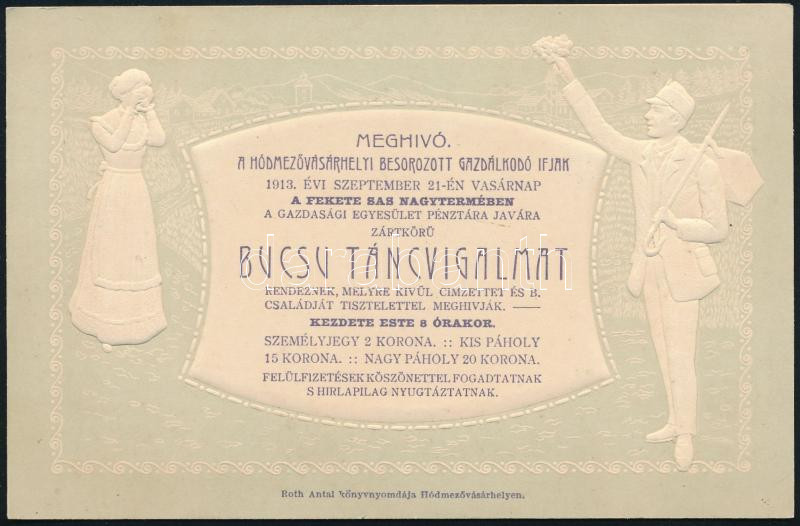 MEGHIVÓ.
A HÓDMEZŐVÁSÁRHELYI BESOROZOTT GAZDÁLKODÓ IFJAK
1913. ÉVI SZEPTEMBER 21-ÉN VASÁRNAP
A FEKETE SAS NAGYTERMÉBEN
A GAZDASÁGI EGYESÜLET PÉNZTÁRA JAVÁRA
ZÁRTKÖRŰ
BUCSU TÁNCVIGALMAT
RENDEZNEK, MELYRE KIVÜL CIMZETTET ÉS B.
CSALÁDJÁT TISZTELETTEL MEGHIVJÁK. —
KEZDETE ESTE 8 ÓRAKOR.
SZEMÉLYJEGY 2 KORONA. :: KIS PÁHOLY
15 KORONA. :: NAGY PÁHOLY 20 KORONA.
FELÜLFIZETÉSEK KÖSZÖNETTEL FOGADTATNAK
S HIRLAPILAG NYUGTÁZTATNAK.
Roth Antal könyvnyomdája Hódmezővásárhelyen.
darabanth